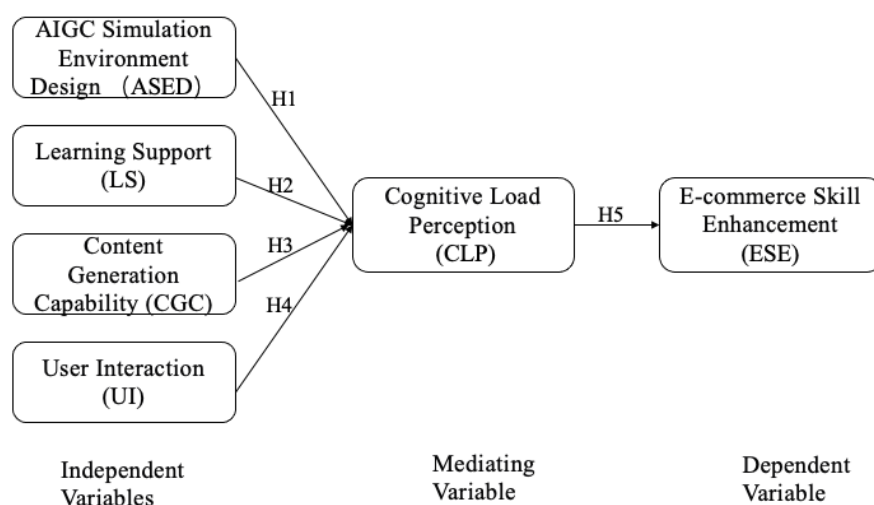 AIGC Simulation
Environment
Design （ASED）
H1
Learning Support
(LS)
H2
Content
Generation
Capability (CGC)
H3
User Interaction
(UI)
H4
Cognitive Load
Perception
(CLP)
H5
E-commerce Skill
Enhancement
(ESE)
Independent
Variables
Mediating
Variable
Dependent
Variable